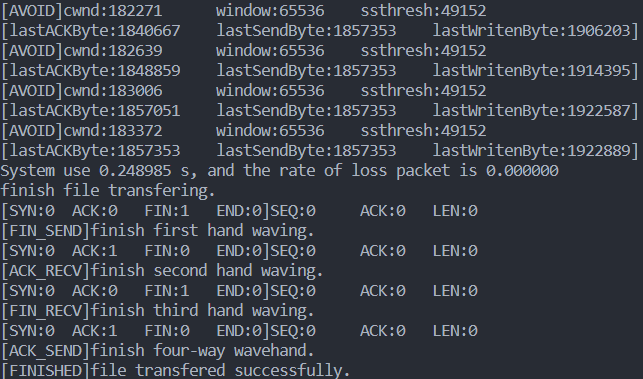 [AVOID]cwnd:182271 window:65536 ssthresh:49152
[lastACKByte:1840667 lastSendByte:1857353 lastWritenByte:1906203]
[AVOID]cwnd:182639 window:65536 ssthresh:49152
[lastACKByte:1848859 lastSendByte:1857353 lastWritenByte:1914395]
[AVOID]cwnd:183006 window:65536 ssthresh:49152
[lastACKByte:1857051 lastSendByte:1857353 lastWritenByte:1922587]
[AVOID]cwnd:183372 window:65536 ssthresh:49152
[lastACKByte:1857353 lastSendByte:1857353 lastWritenByte:1922889]
System use 0.248985 s, and the rate of loss packet is 0.000000
finish file transfering.
[SYN:0 ACK:0 FIN:1 END:0]SEQ:0 ACK:0 LEN:0
[FIN_SEND]finish first hand waving.
[SYN:0 ACK:1 FIN:0 END:0]SEQ:0 ACK:0 LEN:0
[ACK_RECV]finish second hand waving.
[SYN:0 ACK:0 FIN:1 END:0]SEQ:0 ACK:0 LEN:0
[FIN_RECV]finish third hand waving.
[SYN:0 ACK:1 FIN:0 END:0]SEQ:0 ACK:0 LEN:0
[ACK_SEND]finish four-way wavehand.
[FINISHED]file transfered successfully.